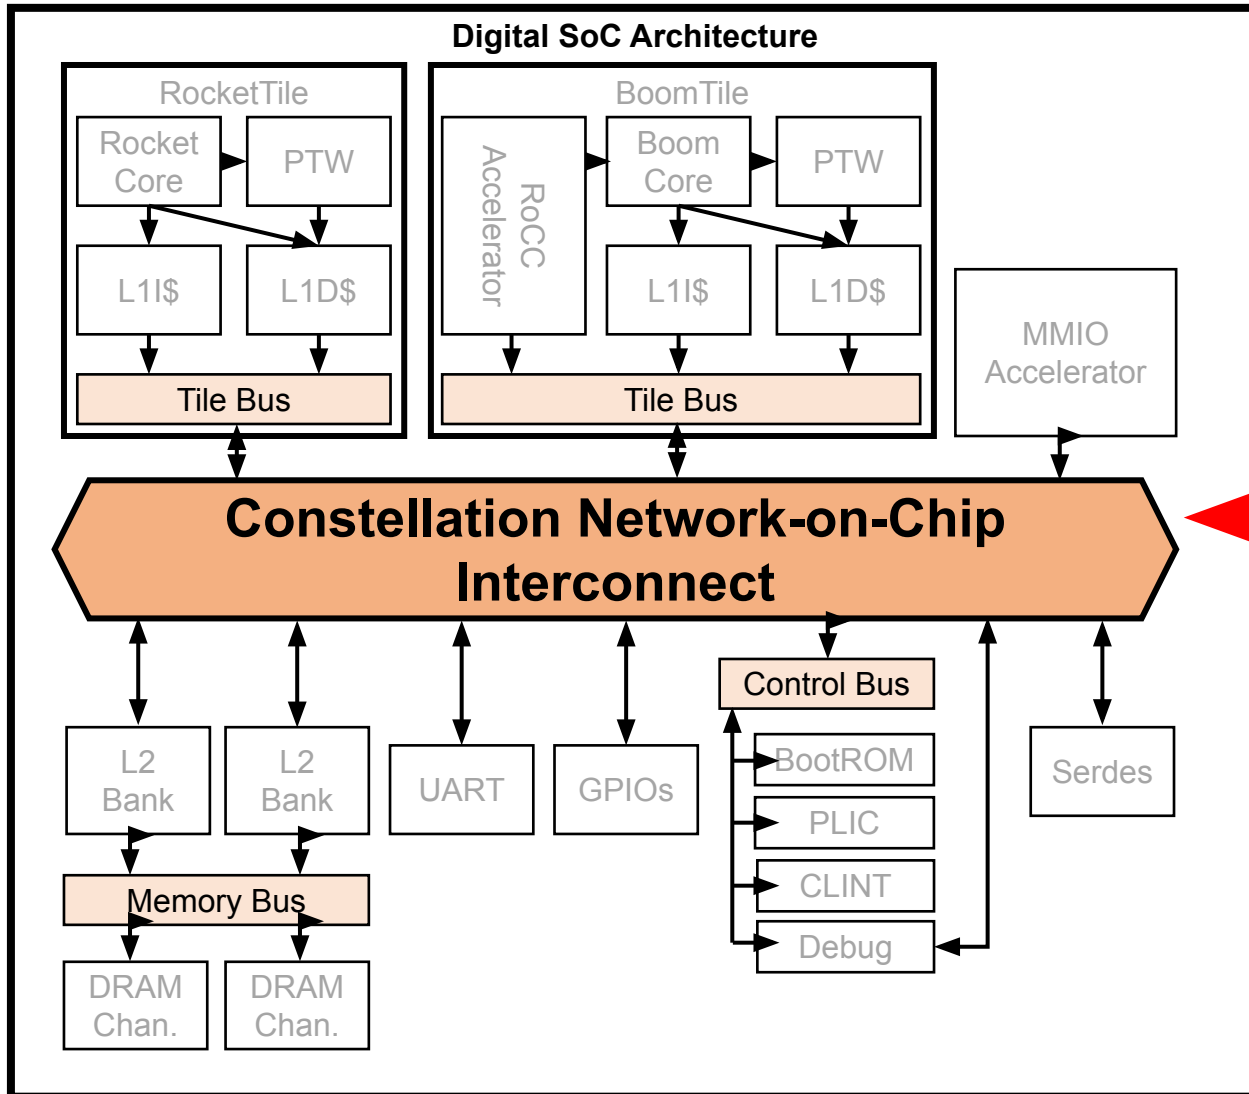 Digital SoC Architecture
RocketTile
Rocket
Core
PTW
L1I$
L1D$
Tile Bus
BoomTile
RoCC
Accelerator
Boom
Core
PTW
L1I$
L1D$
Tile Bus
MMIO
Accelerator
Constellation Network-on-Chip
Interconnect
L2
Bank
L2
Bank
UART
GPIOs
Control Bus
BootROM
PLIC
CLINT
Debug
Serdes
Memory Bus
DRAM
Chan.
DRAM
Chan.